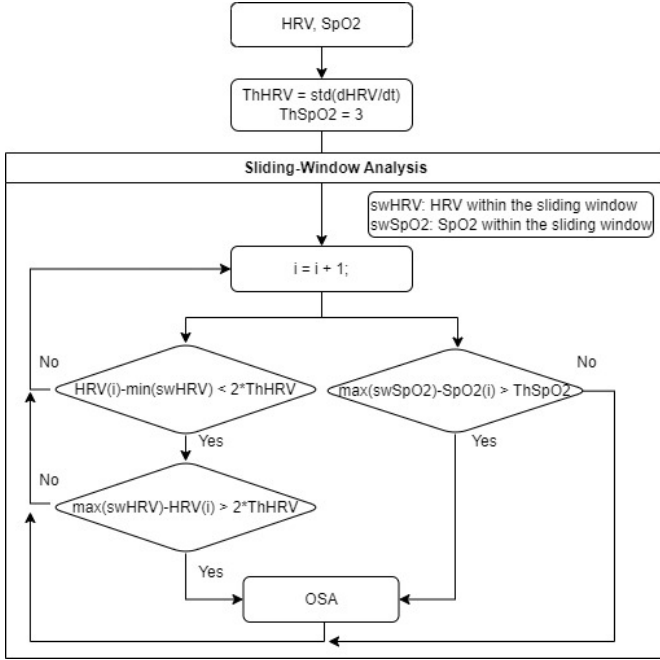 HRV, SpO2
ThHRV = std(dHRV/dt)
ThSpO2 = 3
Sliding-Window Analysis
swHRV: HRV within the sliding window
swSpO2: SpO2 within the sliding window
i = i + 1;
No
No
HRV(i)-min(swHRV) < 2*ThHRV
max(swSpO2)-SpO2(i) > ThSpO2
Yes
Yes
No
max(swHRV)-HRV(i) > 2*ThHRV
Yes
OSA